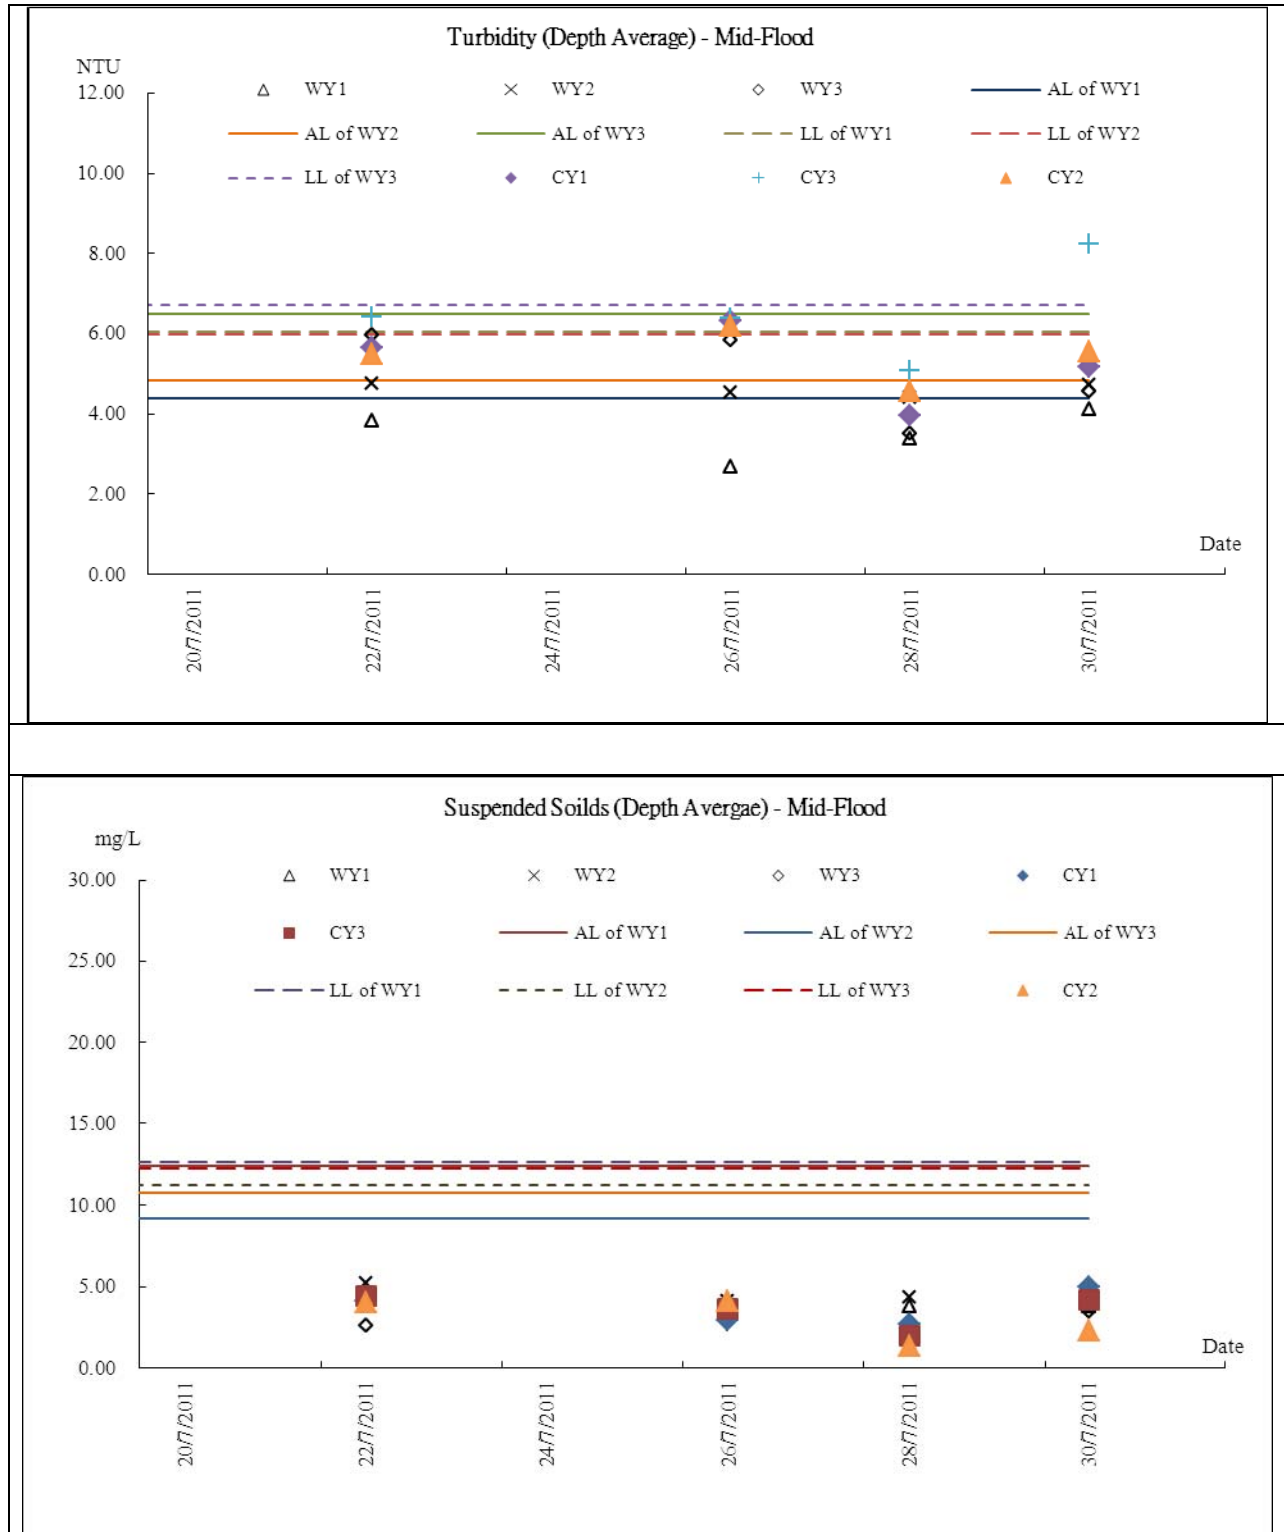 Turbidity (Depth Average) - Mid-Flood
NTU
WY1 WY2 WY3 AL of WY1
AL of WY2 AL of WY3 LL of WY1 LL of WY2
LL of WY3 CY1 CY3 CY2
12.00
10.00
8.00
6.00
4.00
2.00
0.00
Date
20/7/2011 22/7/2011 24/7/2011 26/7/2011 28/7/2011 30/7/2011
Suspended Soilds (Depth Avergae) - Mid-Flood
mg/L
WY1 WY2 WY3 CY1
CY3 AL of WY1 AL of WY2 AL of WY3
LL of WY1 LL of WY2 LL of WY3 CY2
30.00
25.00
20.00
15.00
10.00
5.00
0.00
Date
20/7/2011 22/7/2011 24/7/2011 26/7/2011 28/7/2011 30/7/2011